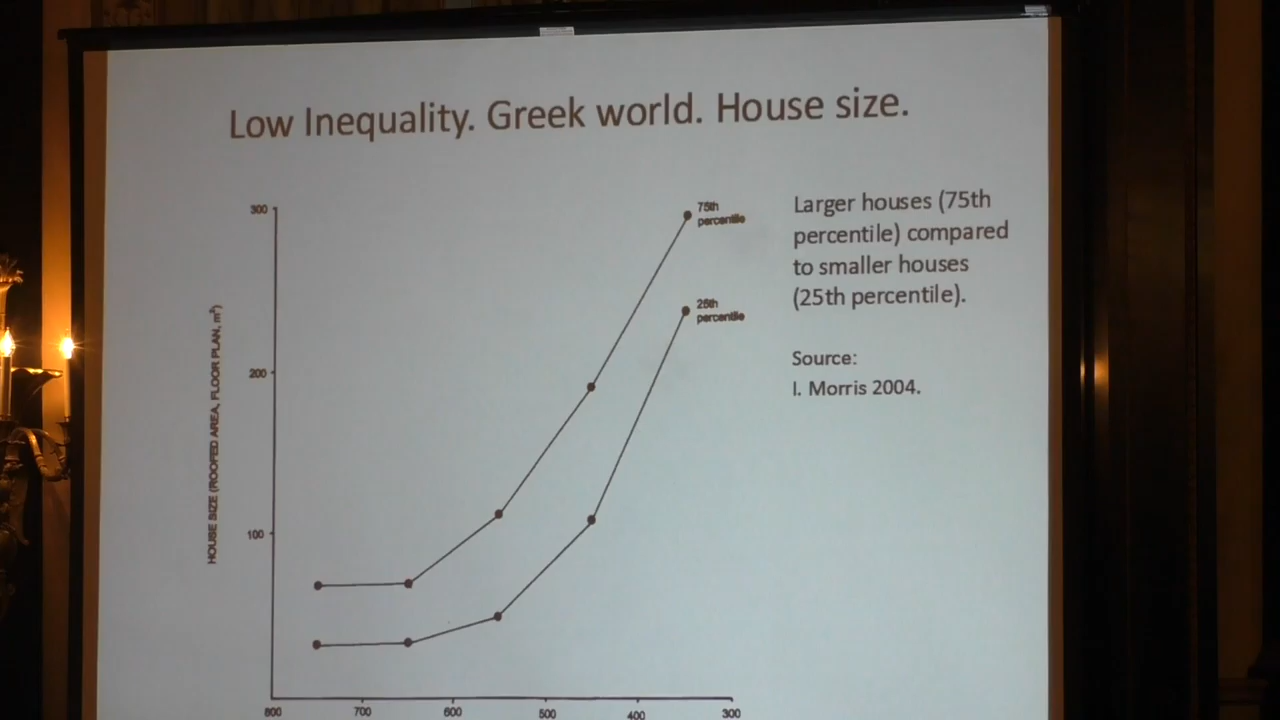 Low Inequality. Greek world. House size.
300
200
100
HOUSE SIZE (ROOFED AREA, FLOOR PLAN, m²)
75th
percentile
25th
percentile
800 700 600 500 400 300
Larger houses (75th
percentile) compared
to smaller houses
(25th percentile).
Source:
I. Morris 2004.